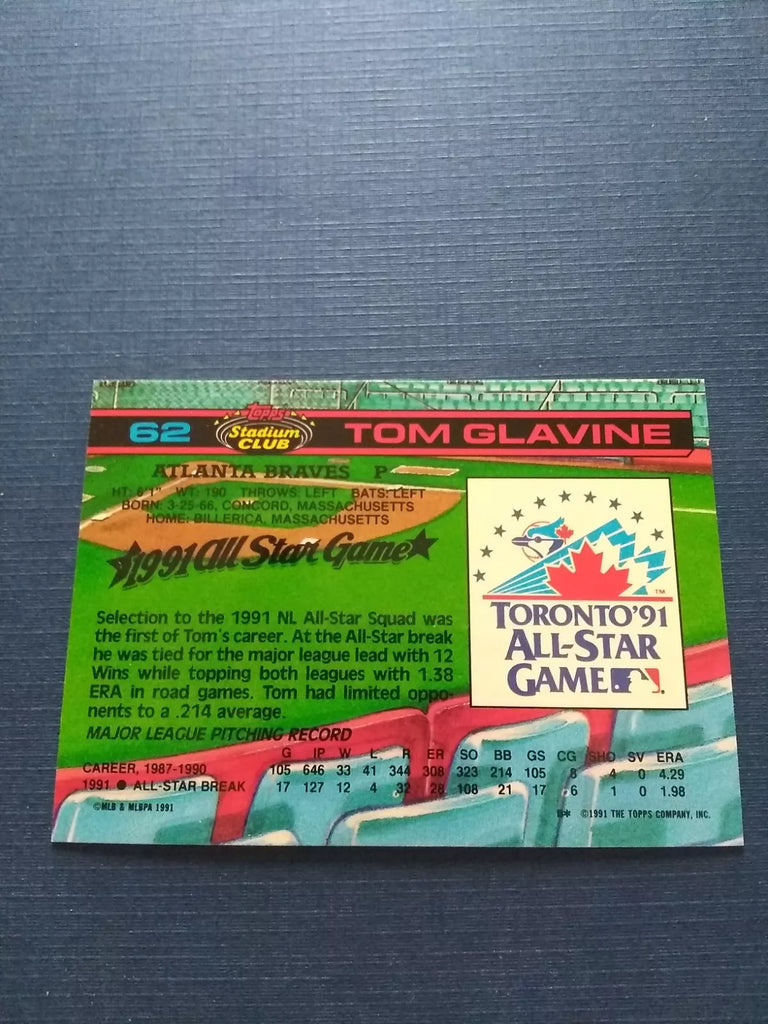 62 Topps Stadium CLUB TOM GLAVINE
ATLANTA BRAVES P
HT: 6'1" WT: 190 THROWS: LEFT BATS: LEFT
BORN: 3-25-66, CONCORD, MASSACHUSETTS
HOME: BILLERICA, MASSACHUSETTS
1991 All Star Game
Selection to the 1991 NL All-Star Squad was
the first of Tom's career. At the All-Star break
he was tied for the major league lead with 12
Wins while topping both leagues with 1.38
ERA in road games. Tom had limited oppo-
nents to a .214 average.
TM
TORONTO '91
ALL-STAR
GAME
MAJOR LEAGUE PITCHING RECORD
G IP W L R ER SO BB GS CG SHO SV ERA
CAREER, 1987-1990 105 646 33 41 344 308 323 214 105 8 4 0 4.29
1991 ● ALL-STAR BREAK 17 127 12 4 32 28 108 21 17 6 1 0 1.98
©MLB & MLBPA 1991 B* ©1991 THE TOPPS COMPANY, INC.